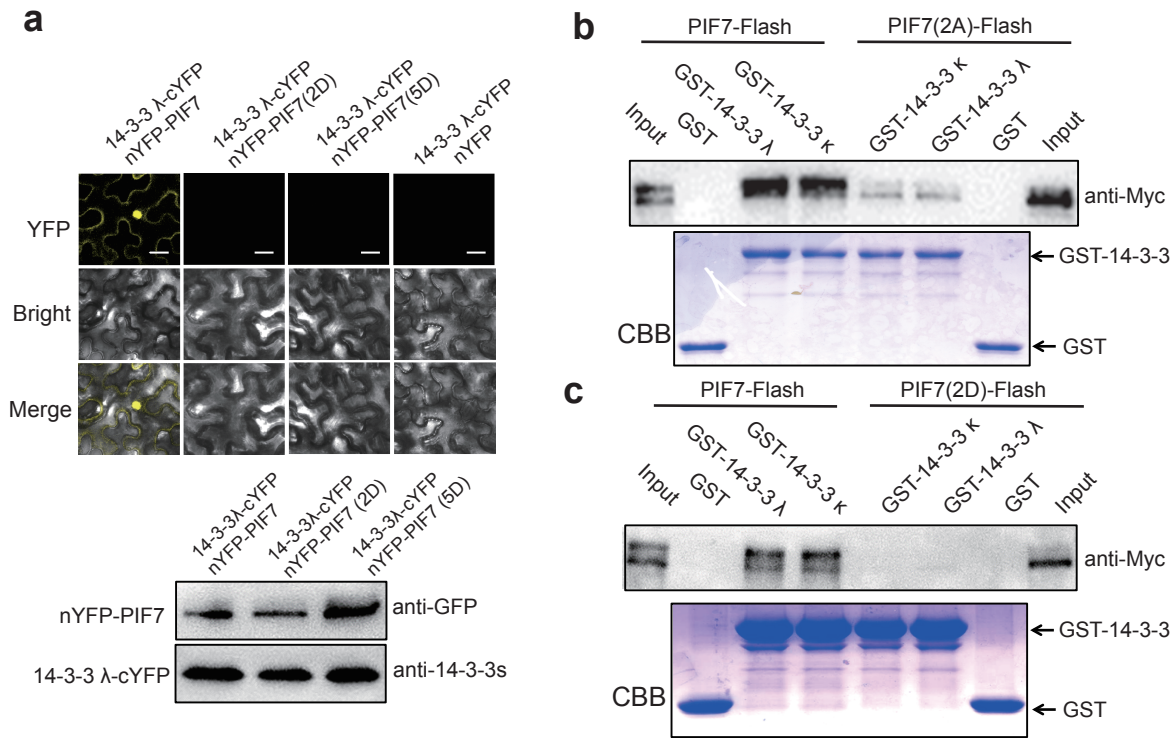 a
14-3-3 λ-cYFP
nYFP-PIF7
14-3-3 λ-cYFP
nYFP-PIF7(2D)
14-3-3 λ-cYFP
nYFP-PIF7(5D)
14-3-3 λ-cYFP
nYFP
YFP
Bright
Merge
14-3-3λ-cYFP
nYFP-PIF7
14-3-3λ-cYFP
nYFP-PIF7 (2D)
14-3-3λ-cYFP
nYFP-PIF7 (5D)
nYFP-PIF7
anti-GFP
14-3-3 λ-cYFP
anti-14-3-3s
b
PIF7-Flash
PIF7(2A)-Flash
Input
GST
GST-14-3-3 λ
GST-14-3-3 κ
GST-14-3-3 κ
GST-14-3-3 λ
GST
Input
anti-Myc
GST-14-3-3
CBB
GST
c
PIF7-Flash
PIF7(2D)-Flash
Input
GST
GST-14-3-3 λ
GST-14-3-3 κ
GST-14-3-3 κ
GST-14-3-3 λ
GST
Input
anti-Myc
GST-14-3-3
CBB
GST